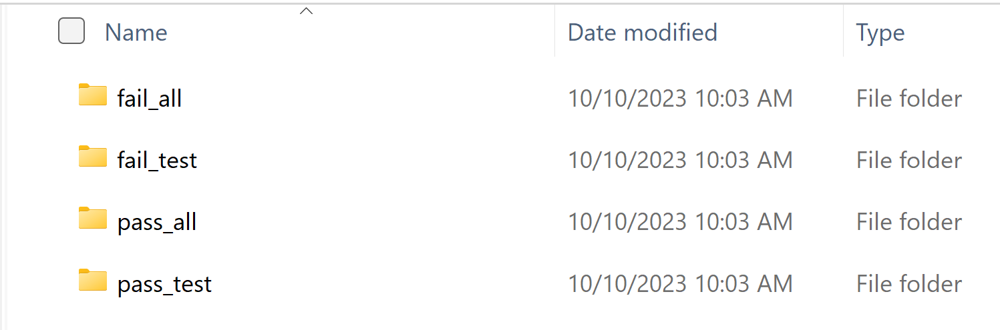 Name Date modified Type
fail_all 10/10/2023 10:03 AM File folder
fail_test 10/10/2023 10:03 AM File folder
pass_all 10/10/2023 10:03 AM File folder
pass_test 10/10/2023 10:03 AM File folder